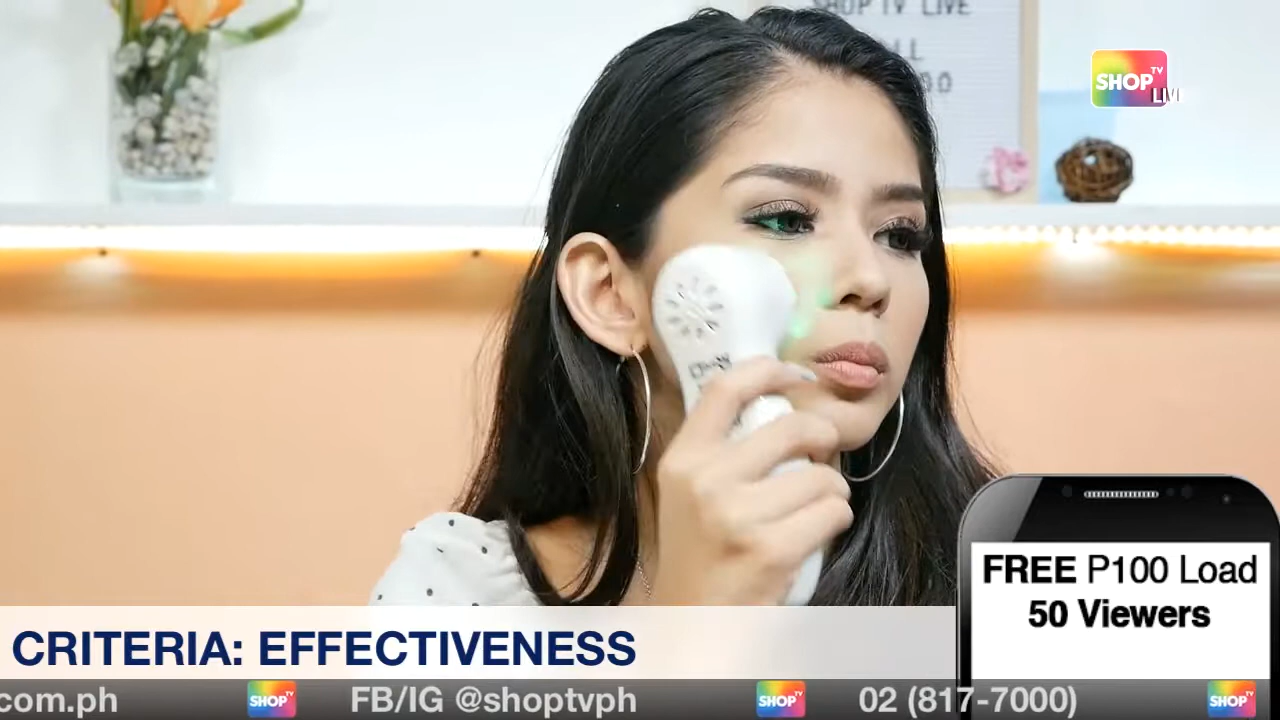 SHOP TV LIVE
SHOP TV
LIVE
FREE P100 Load
50 Viewers
CRITERIA: EFFECTIVENESS
.com.ph
SHOP TV
FB/IG @shoptvph
SHOP TV
02 (817-7000)
SHOP TV